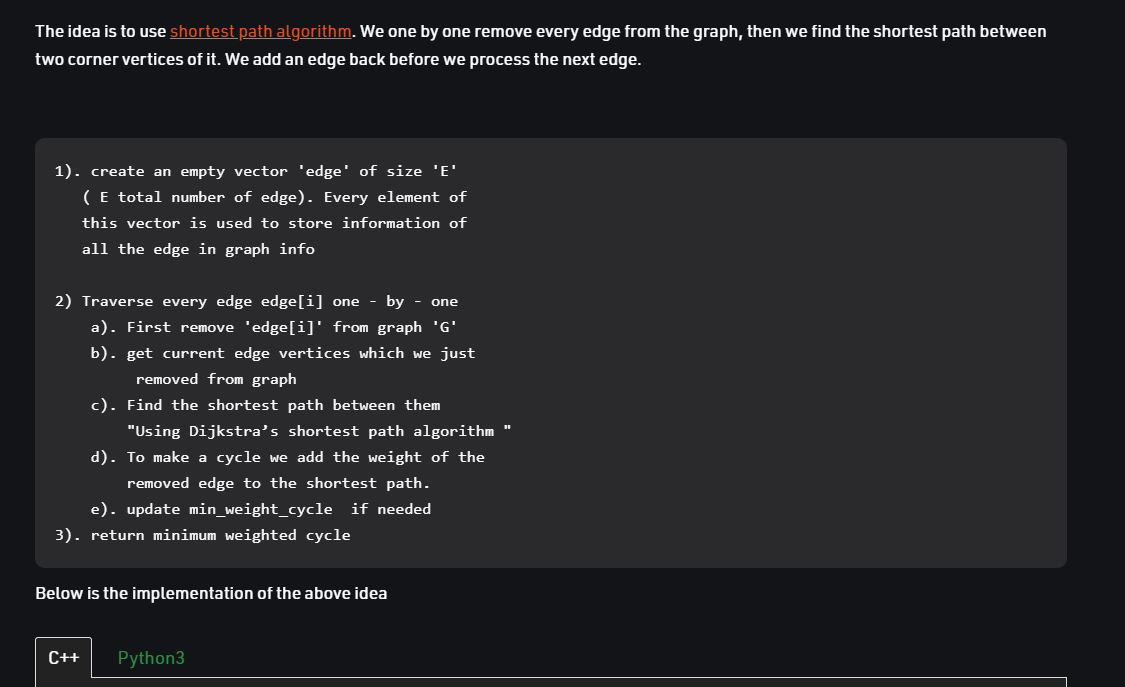 The idea is to use shortest path algorithm. We one by one remove every edge from the graph, then we find the shortest path between
two corner vertices of it. We add an edge back before we process the next edge.
1). create an empty vector 'edge' of size 'E'
( E total number of edge). Every element of
this vector is used to store information of
all the edge in graph info
2) Traverse every edge edge[i] one - by - one
a). First remove 'edge[i]' from graph 'G'
b). get current edge vertices which we just
removed from graph
c). Find the shortest path between them
"Using Dijkstra’s shortest path algorithm "
d). To make a cycle we add the weight of the
removed edge to the shortest path.
e). update min_weight_cycle  if needed
3). return minimum weighted cycle
Below is the implementation of the above idea
C++ Python3